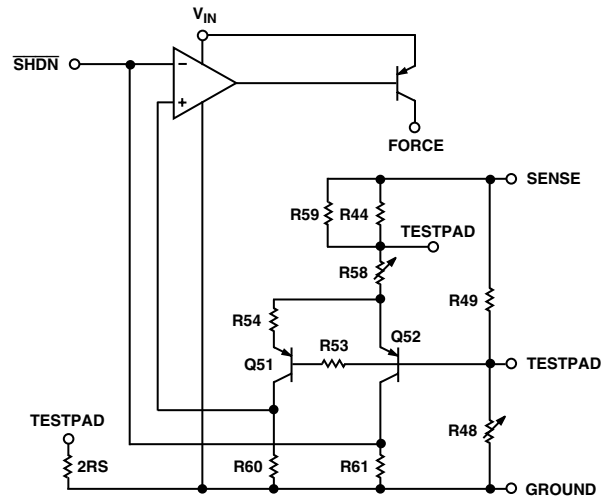 VIN
SHDN
−
+
FORCE
SENSE
R59
R44
TESTPAD
R58
R49
R54
Q52
R53
Q51
TESTPAD
TESTPAD
R48
2RS
R60
R61
GROUND